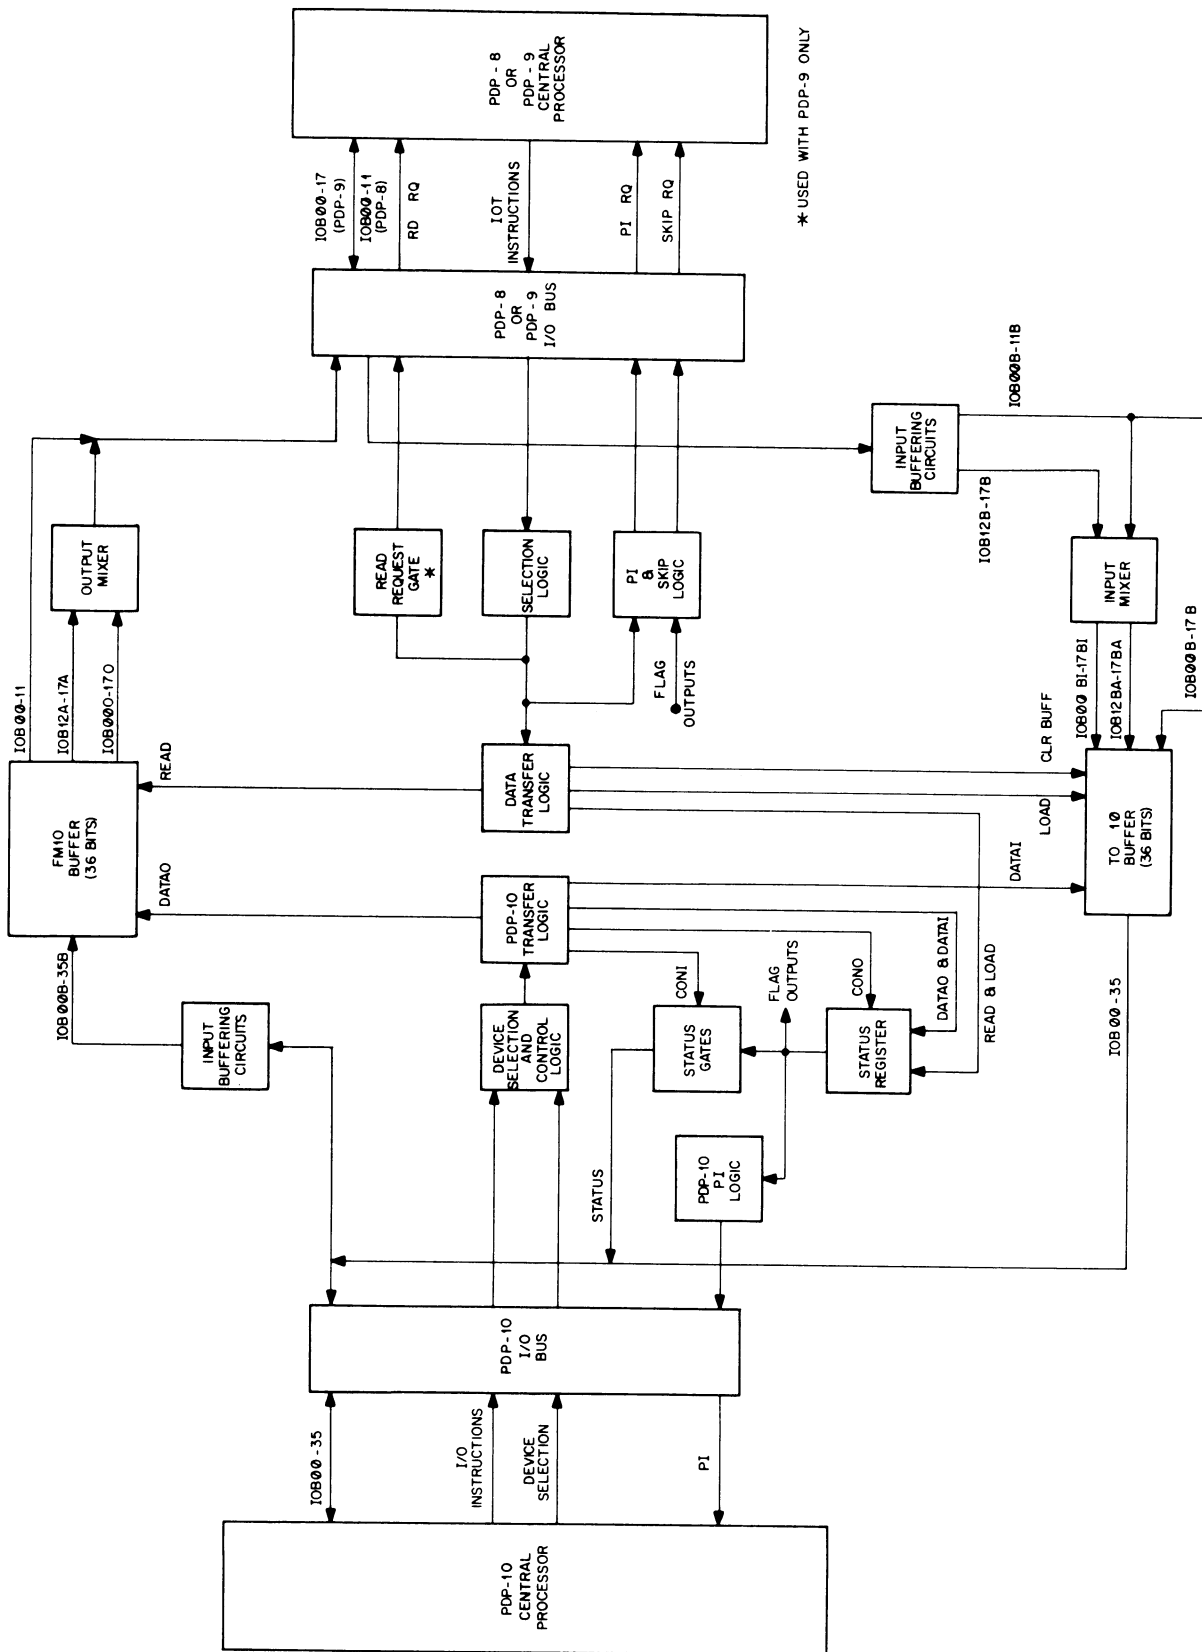 IOB00-35
I/O
INSTRUCTIONS
DEVICE
SELECTION
PI
PDP-10
CENTRAL
PROCESSOR
PDP-10
I/O
BUS
IOB00B-35B
INPUT
BUFFERING
CIRCUITS
DEVICE
SELECTION
AND
CONTROL
LOGIC
STATUS
PDP-10
PI
LOGIC
STATUS
GATES
STATUS
REGISTER
CONI
FLAG
OUTPUTS
CONO
DATAO & DATAI
READ & LOAD
IOB00-35
FM10
BUFFER
(36 BITS)
DATAO
READ
PDP-10
TRANSFER
LOGIC
DATA
TRANSFER
LOGIC
DATAI
LOAD
CLR BUFF
TO 10
BUFFER
(36 BITS)
IOB00-11
IOB12A-17A
IOB00O-17O
OUTPUT
MIXER
READ
REQUEST
GATE
*
SELECTION
LOGIC
PI
&
SKIP
LOGIC
FLAG
OUTPUTS
IOB00BI-17BI
IOB12BA-17BA
IOB00B-17B
INPUT
MIXER
INPUT
BUFFERING
CIRCUITS
IOB12B-17B
IOB00B-11B
PDP-8
OR
PDP-9
I/O BUS
IOB00-17
(PDP-9)
IOB00-11
(PDP-8)
RD RQ
IOT
INSTRUCTIONS
PI RQ
SKIP RQ
PDP-8
OR
PDP-9
CENTRAL
PROCESSOR
* USED WITH PDP-9 ONLY